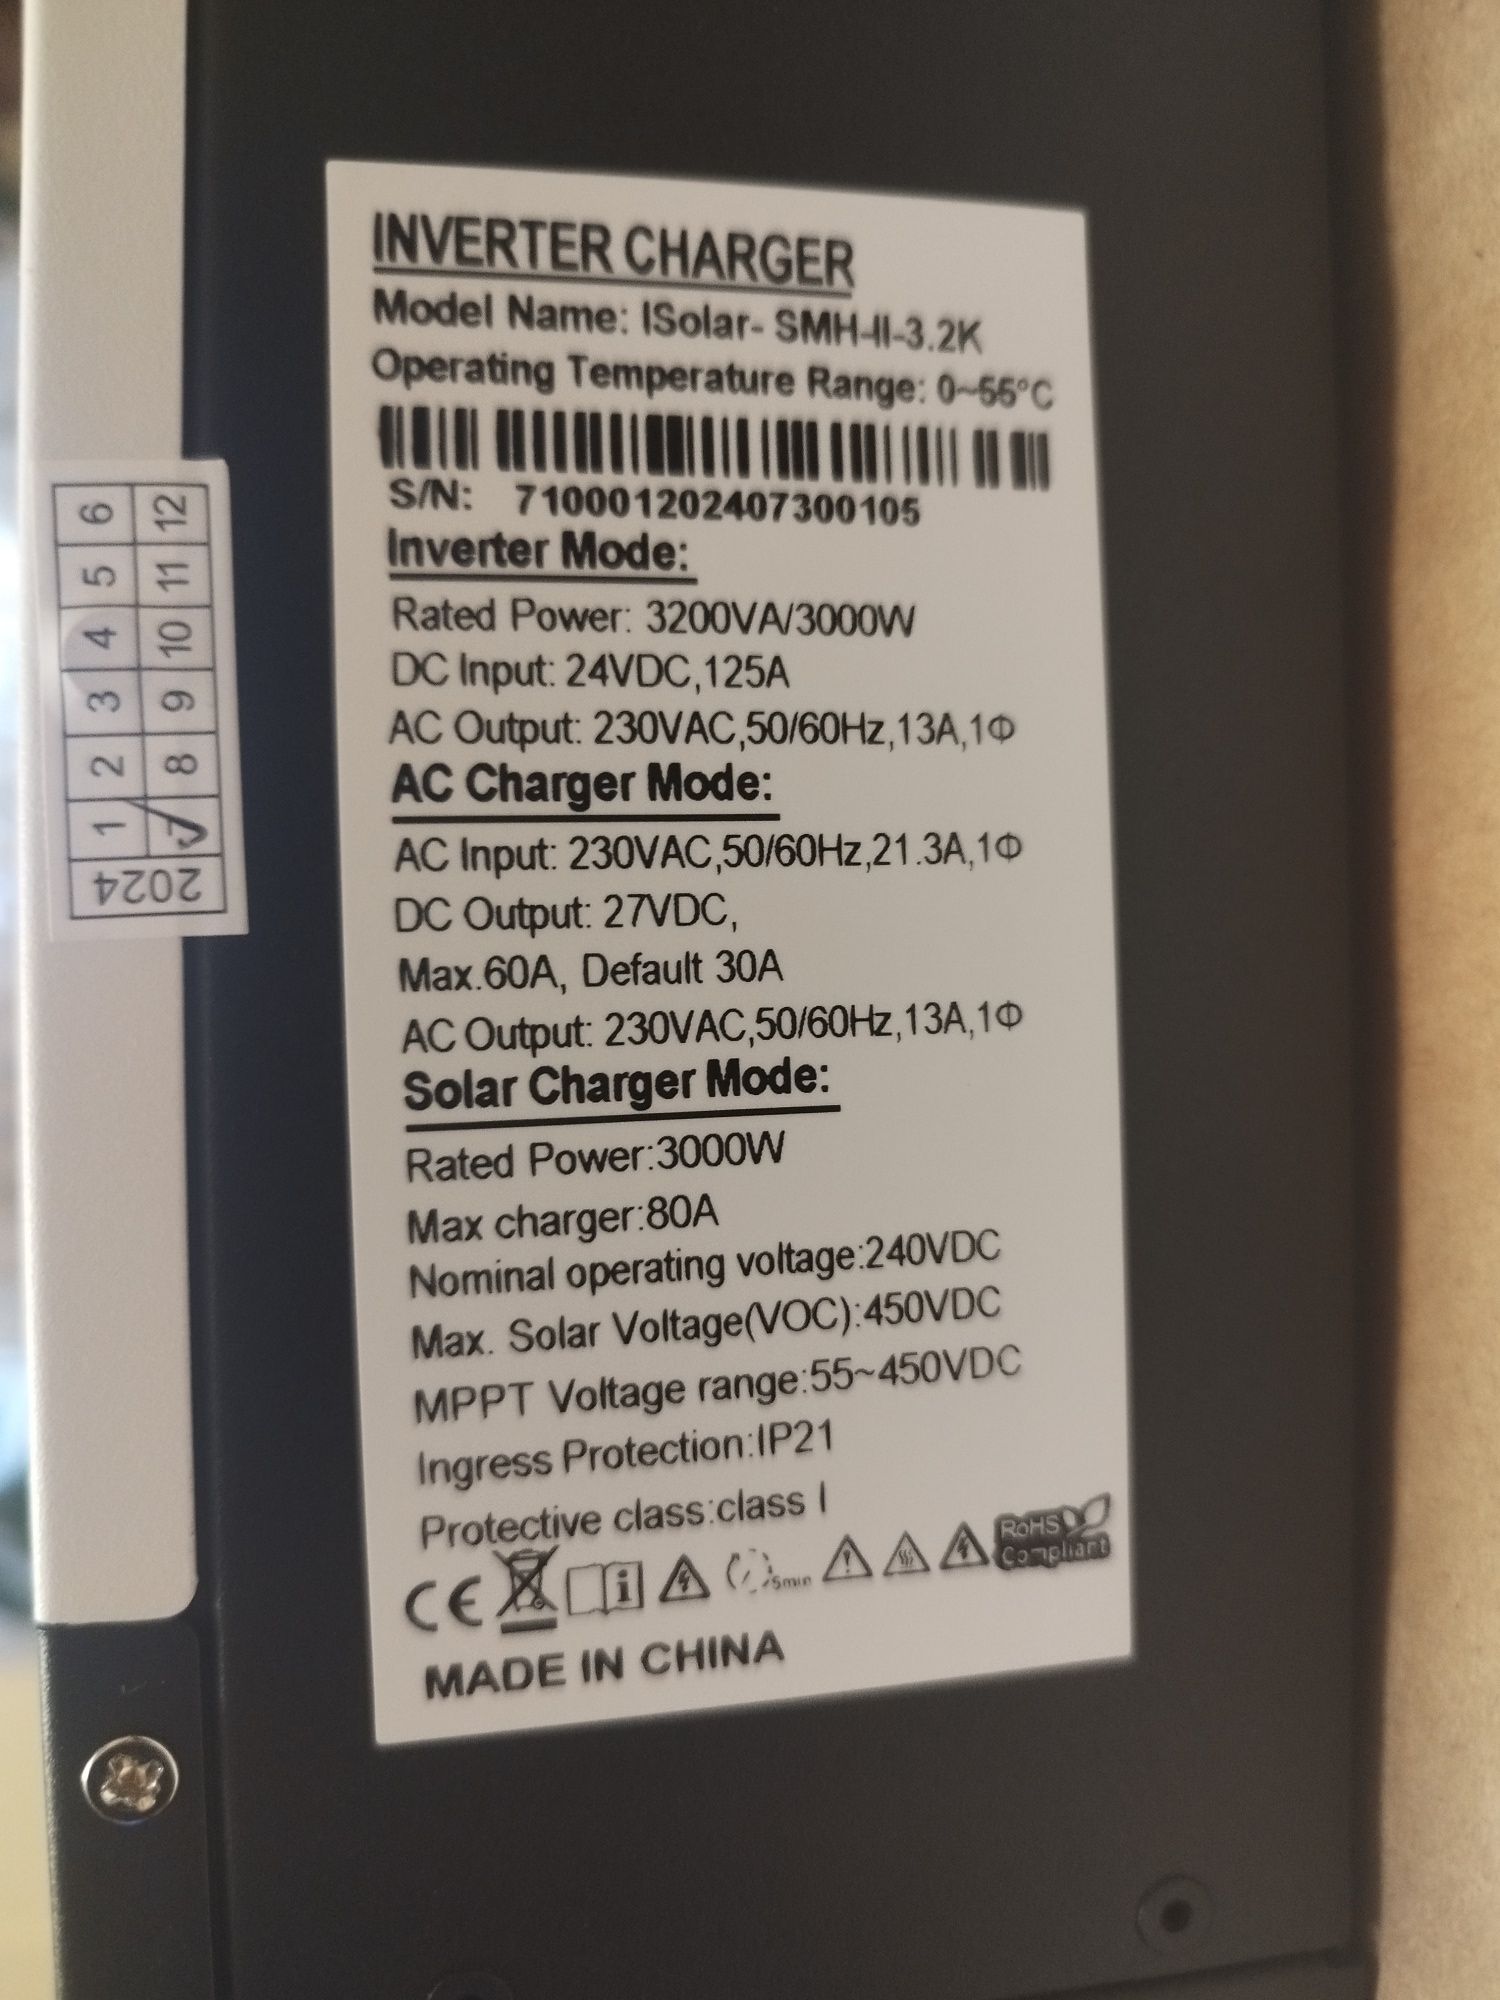 INVERTER CHARGER
Model Name: ISolar- SMH-II-3.2K
Operating Temperature Range: 0~55°C
S/N: 710001202407300105
Inverter Mode:
Rated Power: 3200VA/3000W
DC Input: 24VDC,125A
AC Output: 230VAC,50/60Hz,13A,1Φ
AC Charger Mode:
AC Input: 230VAC,50/60Hz,21.3A,1Φ
DC Output: 27VDC,
Max.60A, Default 30A
AC Output: 230VAC,50/60Hz,13A,1Φ
Solar Charger Mode:
Rated Power:3000W
Max charger:80A
Nominal operating voltage:240VDC
Max. Solar Voltage(VOC):450VDC
MPPT Voltage range:55~450VDC
Ingress Protection:IP21
Protective class:class I
CE i 5min RoHS
Compliant
MADE IN CHINA
2024
1 2 3 4 5 6
7 8 9 10 11 12